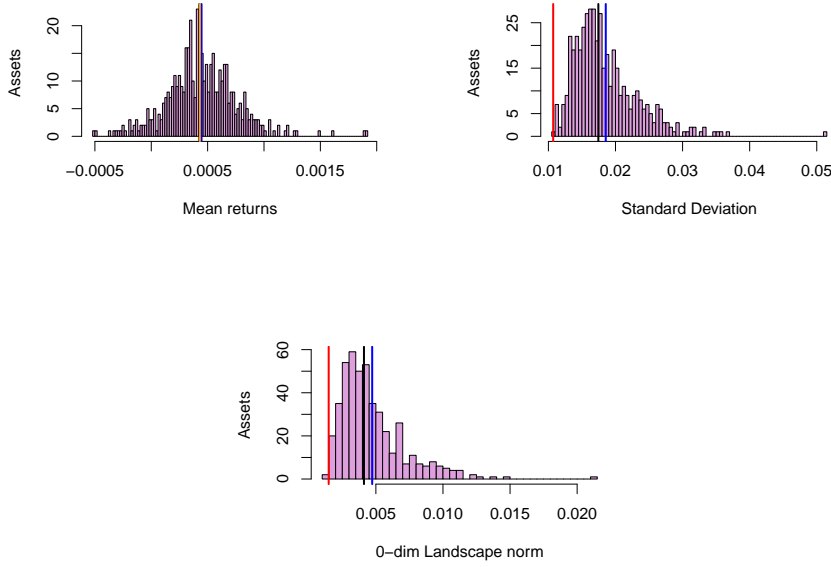 Assets
0 5 10 20
−0.0005 0.0005 0.0015
Mean returns
Assets
0 5 15 25
0.01 0.02 0.03 0.04 0.05
Standard Deviation
Assets
0 20 40 60
0.005 0.010 0.015 0.020
0−dim Landscape norm